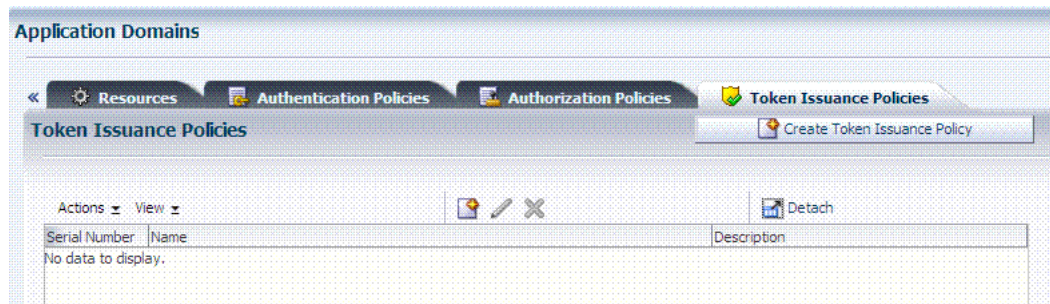 Application Domains
« Resources Authentication Policies Authorization Policies Token Issuance Policies
Token Issuance Policies Create Token Issuance Policy
Actions View Detach
Serial Number Name Description
No data to display.